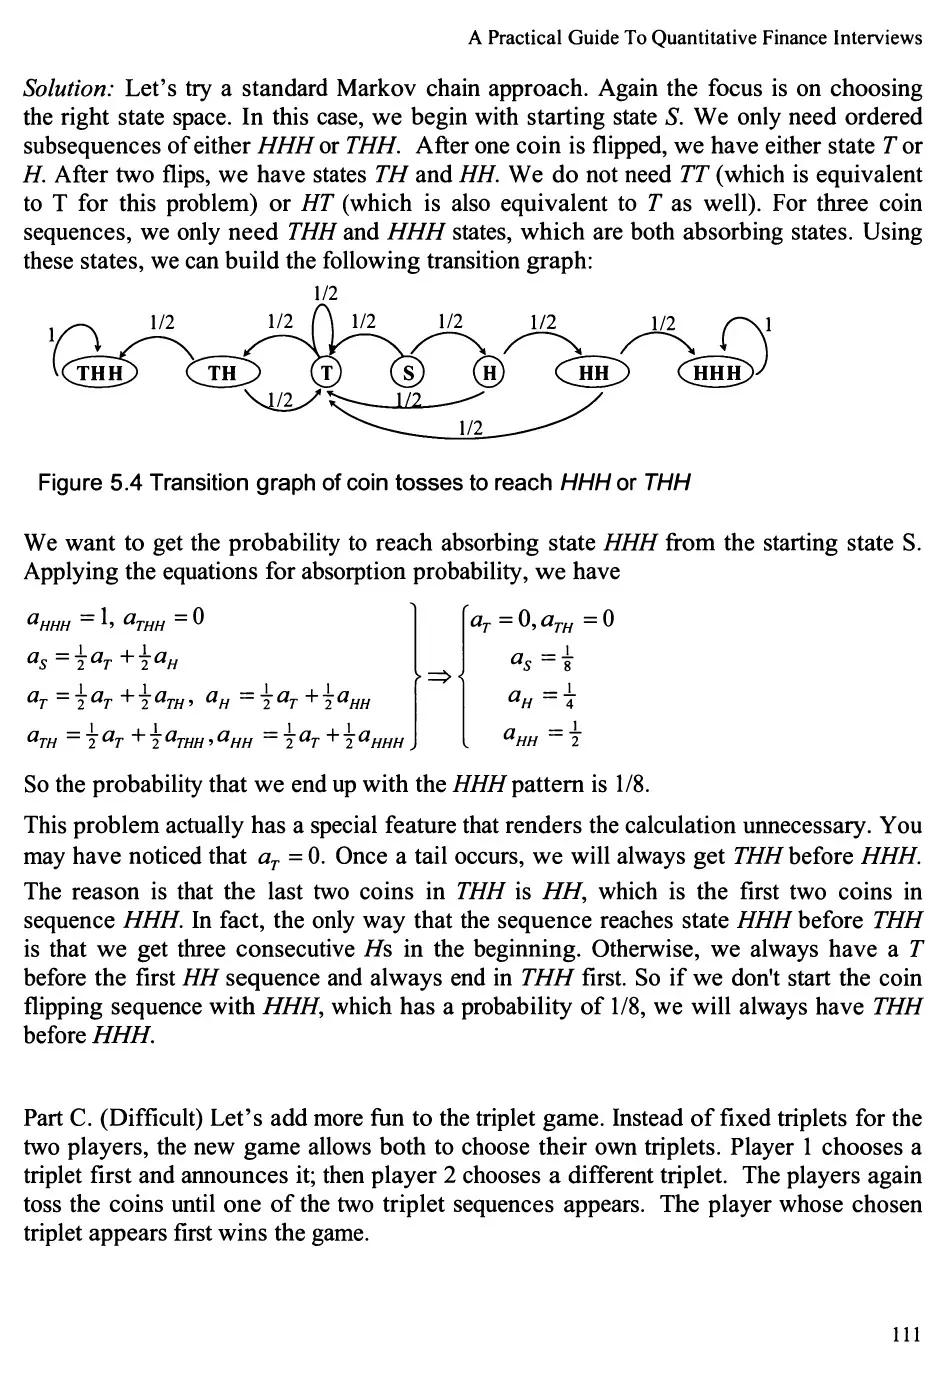 A Practical Guide To Quantitative Finance Interviews
Solution: Let's try a standard Markov chain approach. Again the focus is on choosing
the right state space. In this case, we begin with starting state S. We only need ordered
subsequences of either HHH or THH. After one coin is flipped, we have either state T or
H. After two flips, we have states TH and HH. We do not need TT (which is equivalent
to T for this problem) or HT (which is also equivalent to T as well). For three coin
sequences, we only need THH and HHH states, which are both absorbing states. Using
these states, we can build the following transition graph:
1/2
1 1/2 1/2 1/2 1/2 1/2 1/2 1
THH TH T S H HH HHH
1/2 1/2
1/2
Figure 5.4 Transition graph of coin tosses to reach HHH or THH
We want to get the probability to reach absorbing state HHH from the starting state S.
Applying the equations for absorption probability, we have
a_HHH = 1, a_THH = 0
a_S = ½a_T + ½a_H
a_T = ½a_T + ½a_TH, a_H = ½a_T + ½a_HH
a_TH = ½a_T + ½a_THH, a_HH = ½a_T + ½a_HHH
⇒
a_T = 0, a_TH = 0
a_S = 1/8
a_H = 1/4
a_HH = 1/2
So the probability that we end up with the HHH pattern is 1/8.
This problem actually has a special feature that renders the calculation unnecessary. You
may have noticed that a_T = 0. Once a tail occurs, we will always get THH before HHH.
The reason is that the last two coins in THH is HH, which is the first two coins in
sequence HHH. In fact, the only way that the sequence reaches state HHH before THH
is that we get three consecutive Hs in the beginning. Otherwise, we always have a T
before the first HH sequence and always end in THH first. So if we don't start the coin
flipping sequence with HHH, which has a probability of 1/8, we will always have THH
before HHH.
Part C. (Difficult) Let's add more fun to the triplet game. Instead of fixed triplets for the
two players, the new game allows both to choose their own triplets. Player 1 chooses a
triplet first and announces it; then player 2 chooses a different triplet. The players again
toss the coins until one of the two triplet sequences appears. The player whose chosen
triplet appears first wins the game.
111